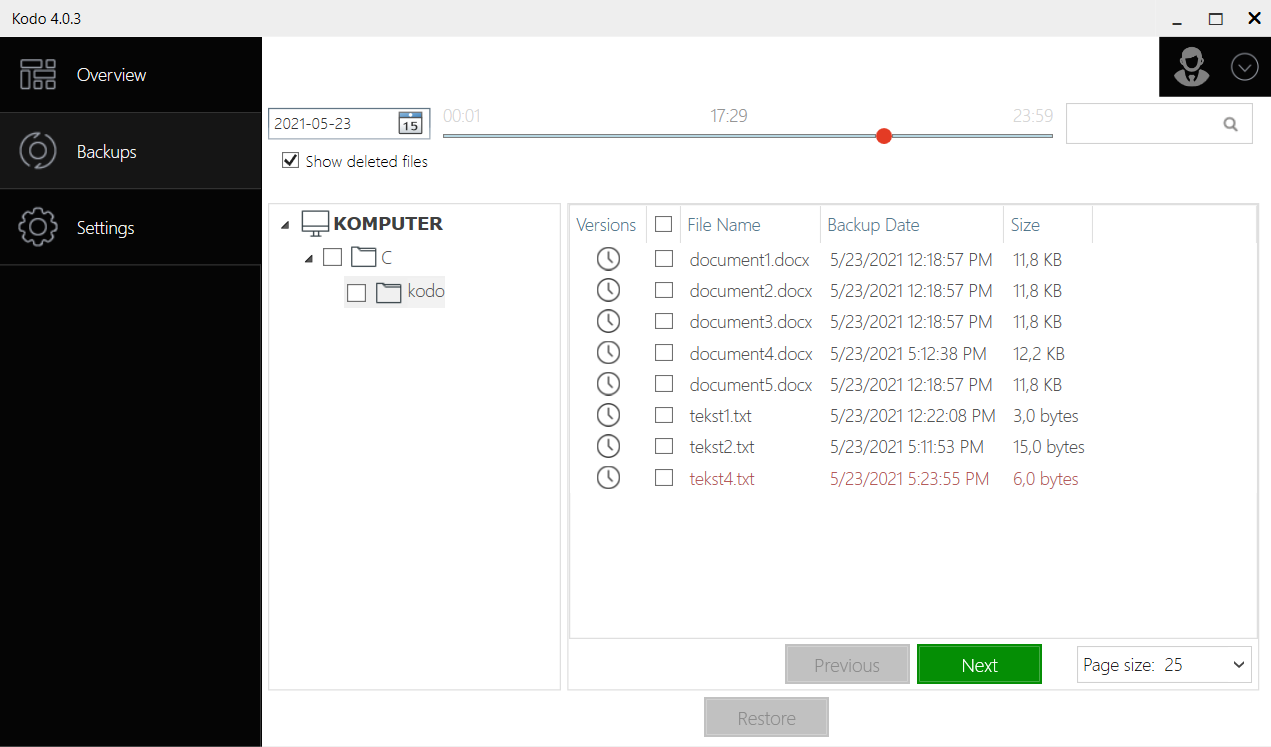 Kodo 4.0.3
Overview
Backups
Settings
2021-05-23
15
00:01 17:29 23:59
Show deleted files
KOMPUTER
C
kodo
Versions File Name Backup Date Size
document1.docx 5/23/2021 12:18:57 PM 11,8 KB
document2.docx 5/23/2021 12:18:57 PM 11,8 KB
document3.docx 5/23/2021 12:18:57 PM 11,8 KB
document4.docx 5/23/2021 5:12:38 PM 12,2 KB
document5.docx 5/23/2021 12:18:57 PM 11,8 KB
tekst1.txt 5/23/2021 12:22:08 PM 3,0 bytes
tekst2.txt 5/23/2021 5:11:53 PM 15,0 bytes
tekst4.txt 5/23/2021 5:23:55 PM 6,0 bytes
Previous Next Page size: 25
Restore